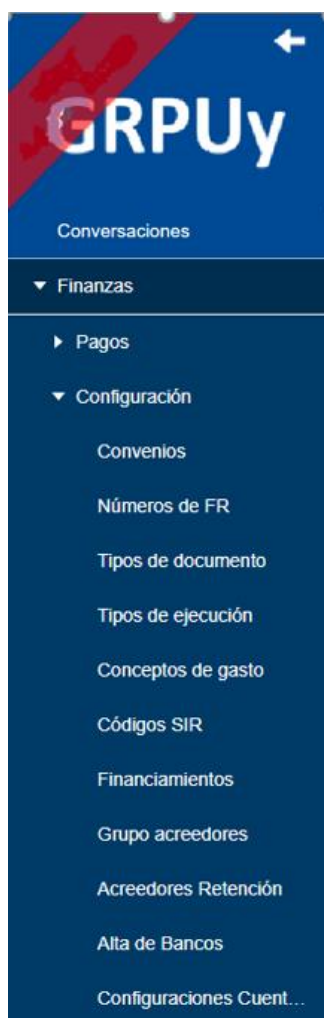 GRPUy
Conversaciones
Finanzas
Pagos
Configuración
Convenios
Números de FR
Tipos de documento
Tipos de ejecución
Conceptos de gasto
Códigos SIR
Financiamientos
Grupo acreedores
Acreedores Retención
Alta de Bancos
Configuraciones Cuent...